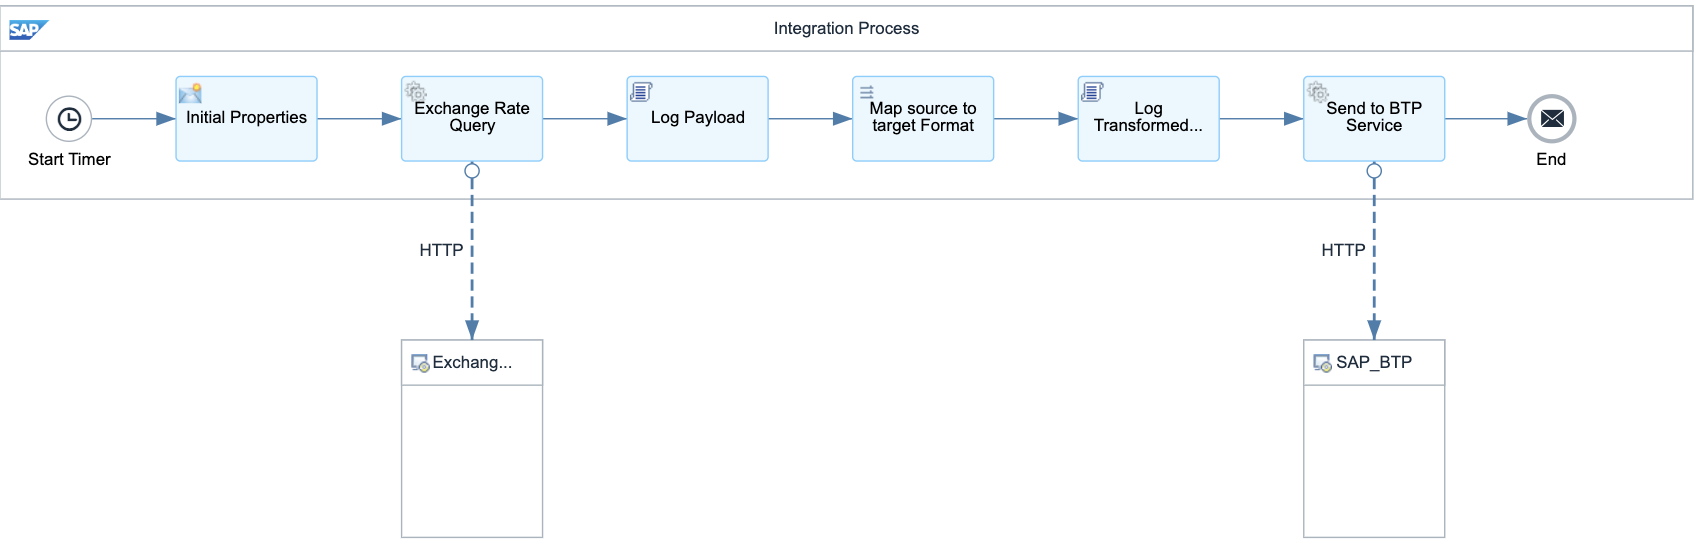 SAP
Integration Process
Start Timer
Initial Properties
Exchange Rate
Query
Log Payload
Map source to
target Format
Log
Transformed...
Send to BTP
Service
End
HTTP
HTTP
Exchang...
SAP_BTP